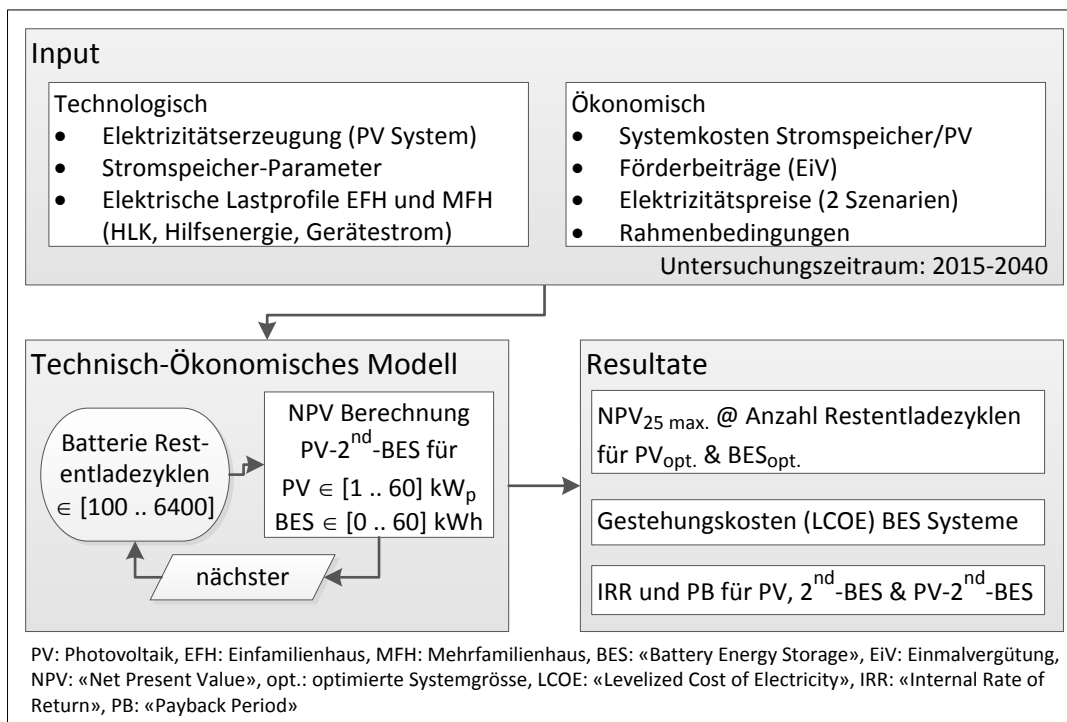 Input
Technologisch
• Elektrizitätserzeugung (PV System)
• Stromspeicher-Parameter
• Elektrische Lastprofile EFH und MFH
(HLK, Hilfsenergie, Gerätestrom)
Ökonomisch
• Systemkosten Stromspeicher/PV
• Förderbeiträge (EiV)
• Elektrizitätspreise (2 Szenarien)
• Rahmenbedingungen
Untersuchungszeitraum: 2015-2040
Technisch-Ökonomisches Modell
Batterie Rest-
entladezyklen
∈ [100 .. 6400]
NPV Berechnung
PV-2nd-BES für
PV ∈ [1 .. 60] kWp
BES ∈ [0 .. 60] kWh
nächster
Resultate
NPV25 max. @ Anzahl Restentladezyklen
für PVopt. & BESopt.
Gestehungskosten (LCOE) BES Systeme
IRR und PB für PV, 2nd-BES & PV-2nd-BES
PV: Photovoltaik, EFH: Einfamilienhaus, MFH: Mehrfamilienhaus, BES: «Battery Energy Storage», EiV: Einmalvergütung,
NPV: «Net Present Value», opt.: optimierte Systemgrösse, LCOE: «Levelized Cost of Electricity», IRR: «Internal Rate of
Return», PB: «Payback Period»